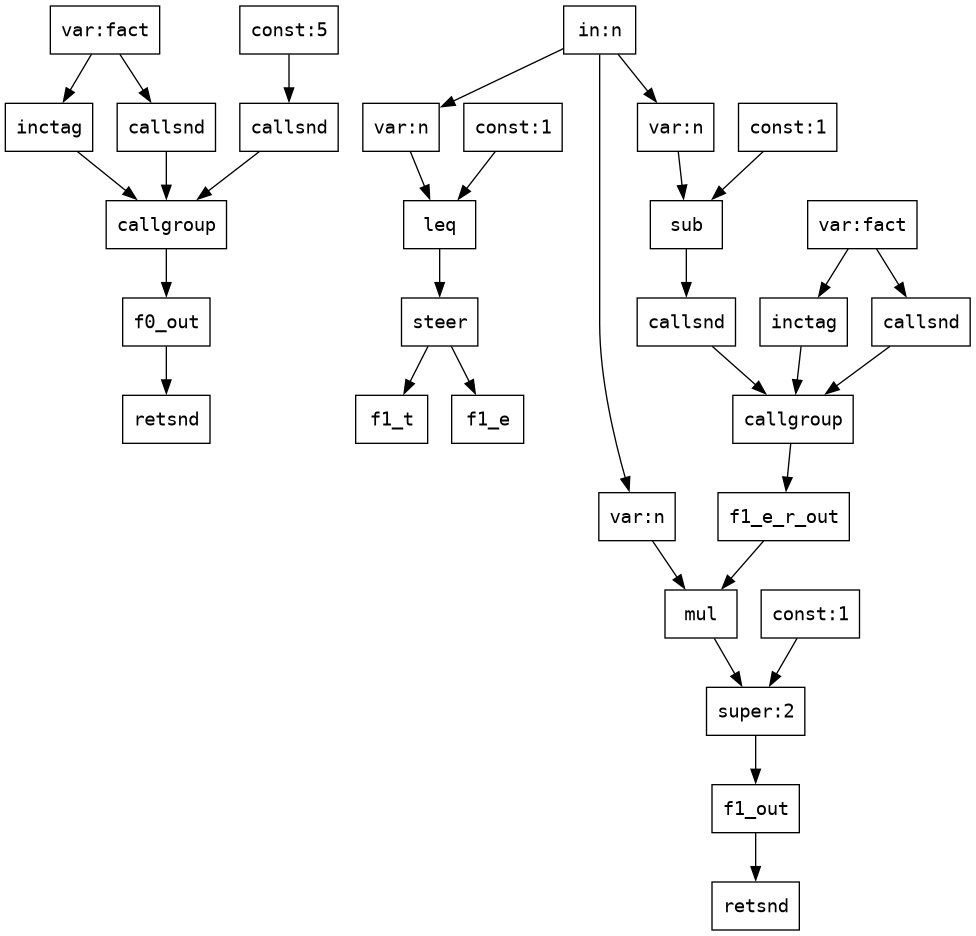 var:fact
const:5
in:n
inctag
callsnd
callsnd
var:n
const:1
var:n
const:1
callgroup
leq
sub
var:fact
f0_out
steer
callsnd
inctag
callsnd
retsnd
f1_t
f1_e
callgroup
var:n
f1_e_r_out
mul
const:1
super:2
f1_out
retsnd